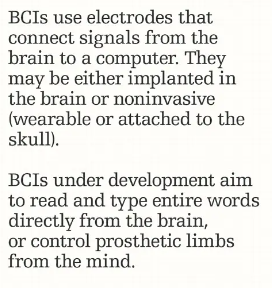 BCIs use electrodes that
connect signals from the
brain to a computer. They
may be either implanted in
the brain or noninvasive
(wearable or attached to the
skull).
BCIs under development aim
to read and type entire words
directly from the brain,
or control prosthetic limbs
from the mind.